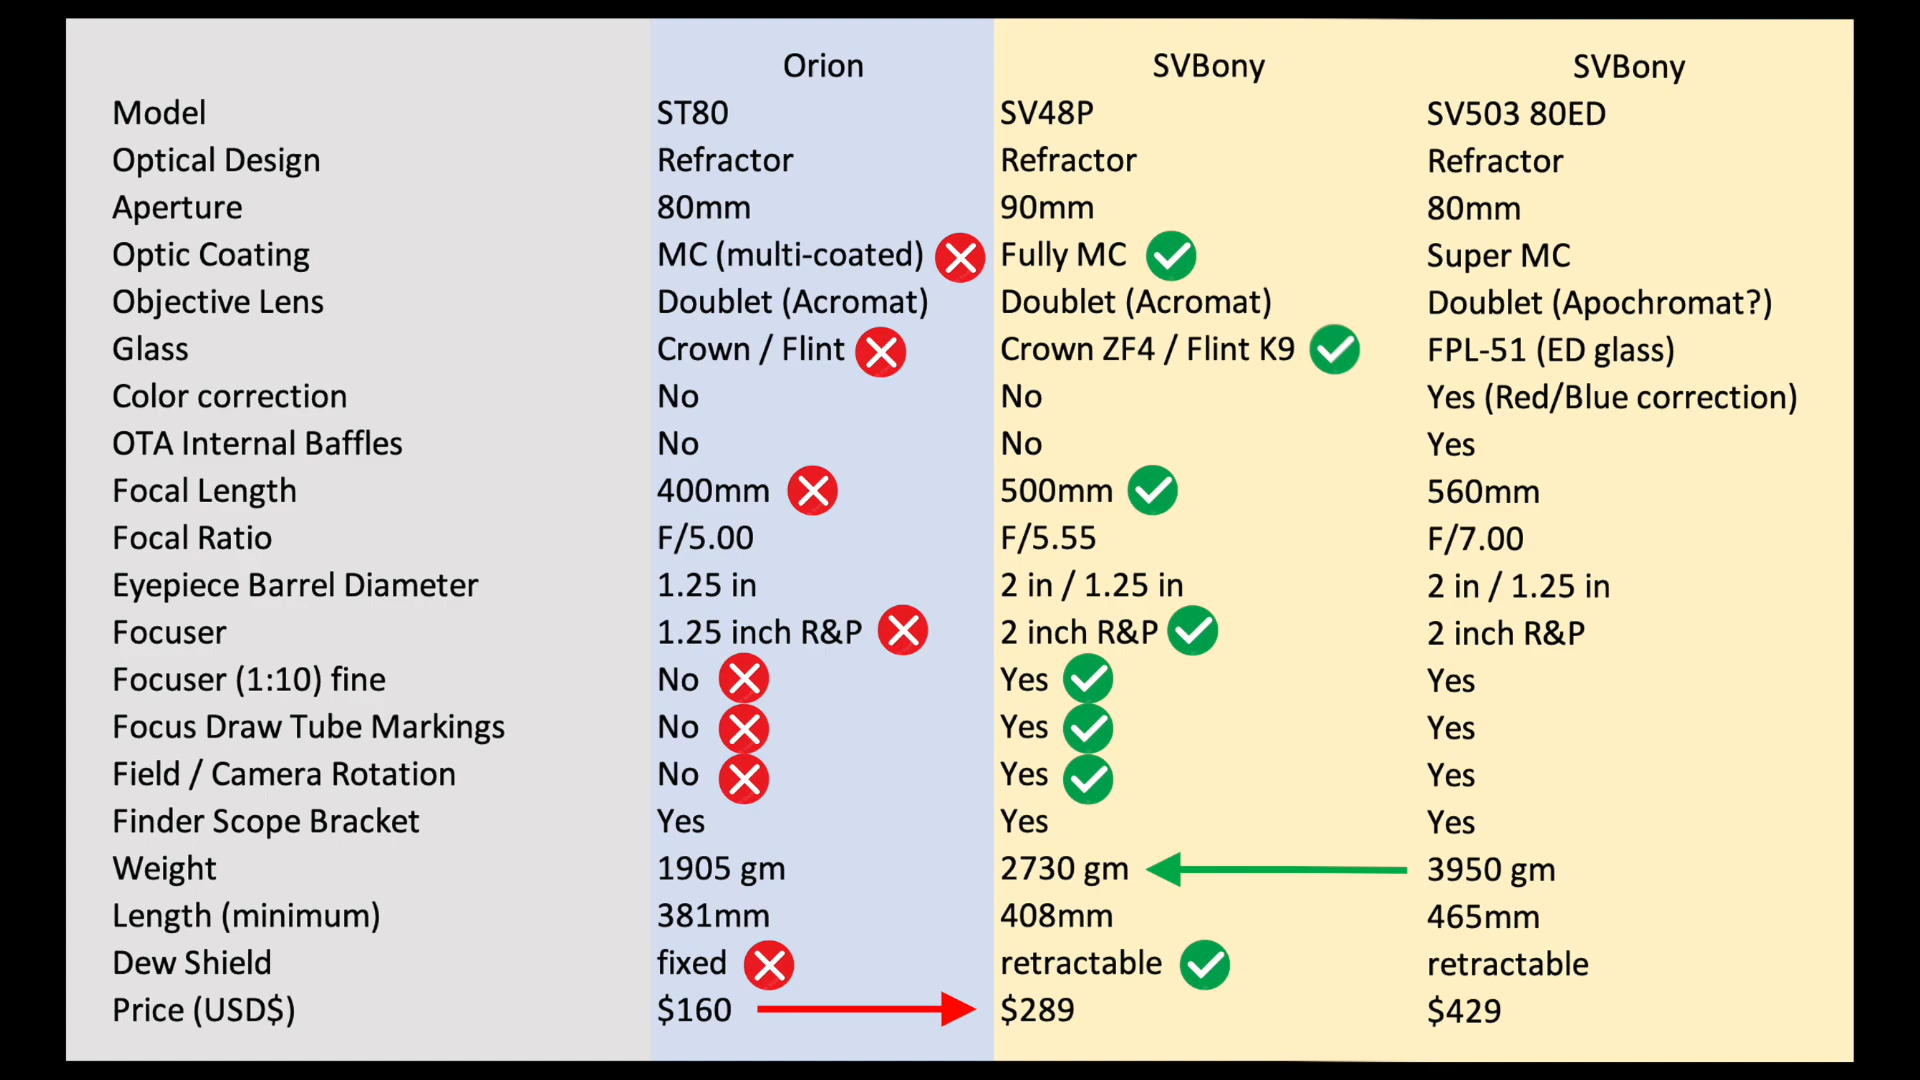 Orion SVBony SVBony
Model ST80 SV48P SV503 80ED
Optical Design Refractor Refractor Refractor
Aperture 80mm 90mm 80mm
Optic Coating MC (multi-coated) Fully MC Super MC
Objective Lens Doublet (Acromat) Doublet (Acromat) Doublet (Apochromat?)
Glass Crown / Flint Crown ZF4 / Flint K9 FPL-51 (ED glass)
Color correction No No Yes (Red/Blue correction)
OTA Internal Baffles No No Yes
Focal Length 400mm 500mm 560mm
Focal Ratio F/5.00 F/5.55 F/7.00
Eyepiece Barrel Diameter 1.25 in 2 in / 1.25 in 2 in / 1.25 in
Focuser 1.25 inch R&P 2 inch R&P 2 inch R&P
Focuser (1:10) fine No Yes Yes
Focus Draw Tube Markings No Yes Yes
Field / Camera Rotation No Yes Yes
Finder Scope Bracket Yes Yes Yes
Weight 1905 gm 2730 gm 3950 gm
Length (minimum) 381mm 408mm 465mm
Dew Shield fixed retractable retractable
Price (USD$) $160 $289 $429